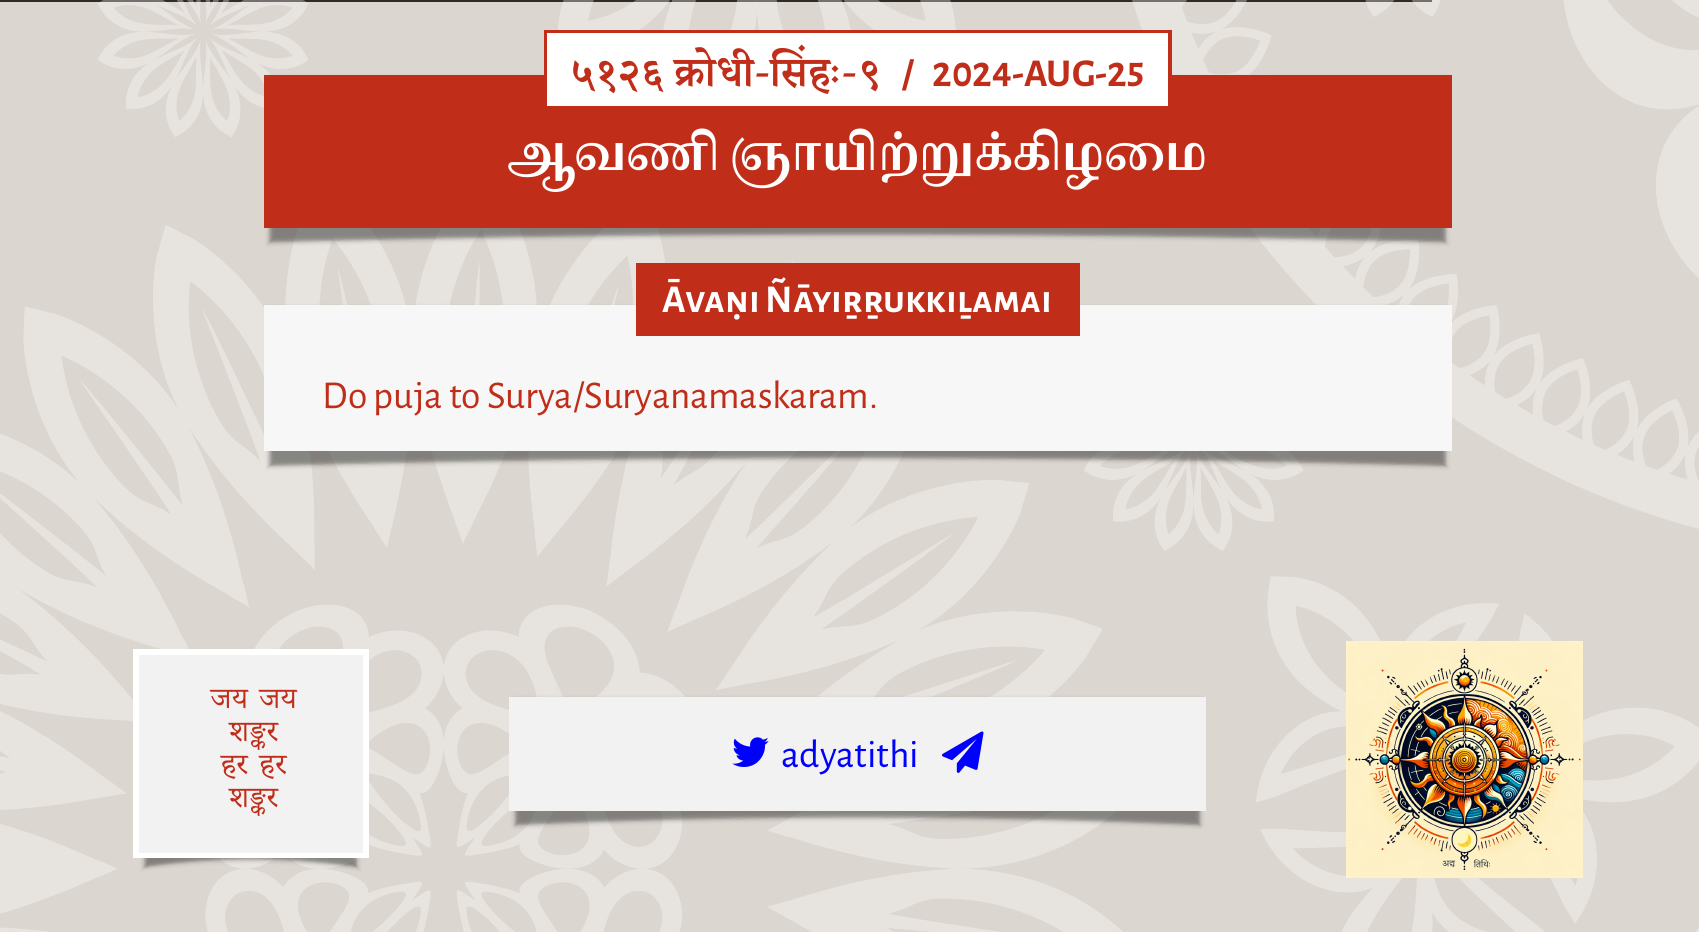 ५१२६ क्रोधी-सिंहः-९ / 2024-AUG-25
ஆவணி ஞாயிற்றுக்கிழமை
Āvaṇi Ñāyiṟṟukkiḻamai
Do puja to Surya/Suryanamaskaram.
जय जय
शङ्कर
हर हर
शङ्कर
adyatithi
अद्य तिथिः